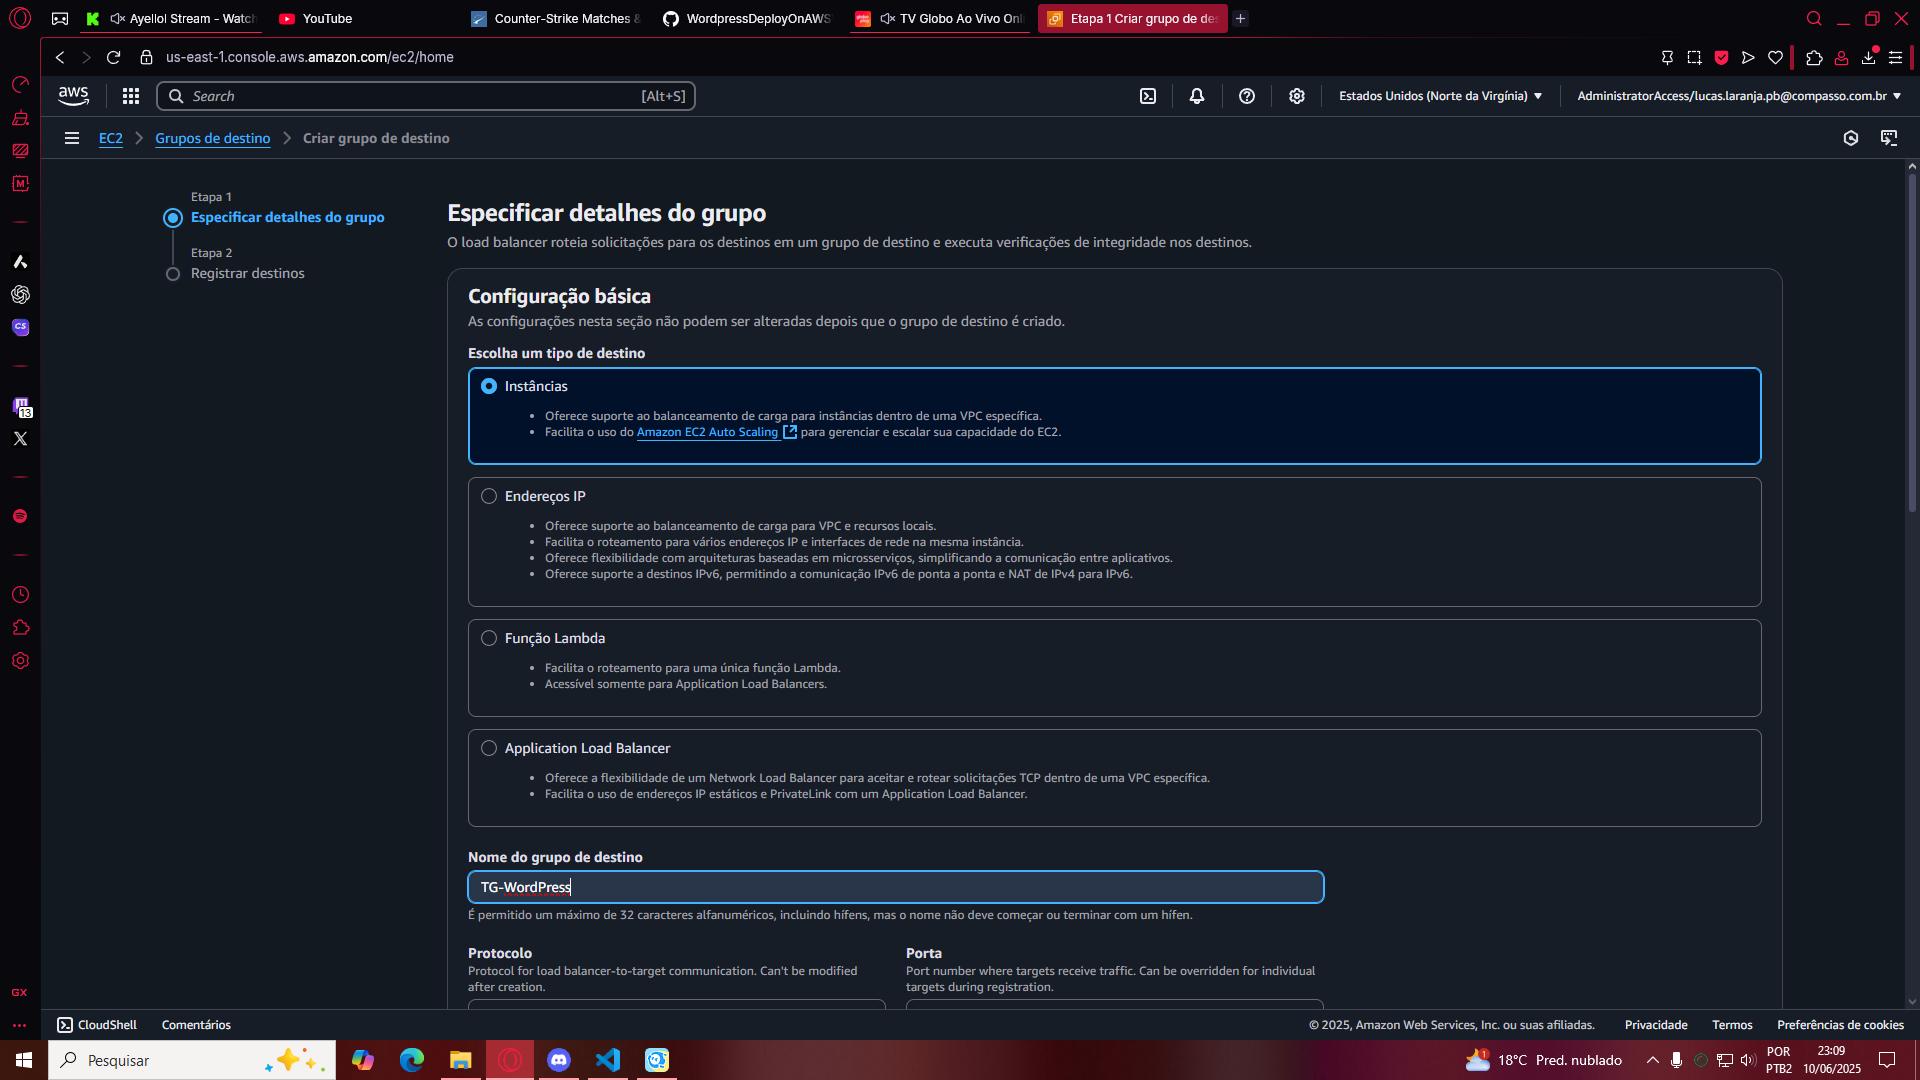 Ayellol Stream - Watch
YouTube
Counter-Strike Matches &
WordpressDeployOnAWS
TV Globo Ao Vivo Onli
Etapa 1 Criar grupo de des
us-east-1.console.aws.amazon.com/ec2/home
aws
Search
[Alt+S]
Estados Unidos (Norte da Virgínia)
AdministratorAccess/lucas.laranja.pb@compasso.com.br
EC2
Grupos de destino
Criar grupo de destino
Etapa 1
Especificar detalhes do grupo
Etapa 2
Registrar destinos
Especificar detalhes do grupo
O load balancer roteia solicitações para os destinos em um grupo de destino e executa verificações de integridade nos destinos.
Configuração básica
As configurações nesta seção não podem ser alteradas depois que o grupo de destino é criado.
Escolha um tipo de destino
Instâncias
• Oferece suporte ao balanceamento de carga para instâncias dentro de uma VPC específica.
• Facilita o uso do Amazon EC2 Auto Scaling para gerenciar e escalar sua capacidade do EC2.
Endereços IP
• Oferece suporte ao balanceamento de carga para VPC e recursos locais.
• Facilita o roteamento para vários endereços IP e interfaces de rede na mesma instância.
• Oferece flexibilidade com arquiteturas baseadas em microsserviços, simplificando a comunicação entre aplicativos.
• Oferece suporte a destinos IPv6, permitindo a comunicação IPv6 de ponta a ponta e NAT de IPv4 para IPv6.
Função Lambda
• Facilita o roteamento para uma única função Lambda.
• Acessível somente para Application Load Balancers.
Application Load Balancer
• Oferece a flexibilidade de um Network Load Balancer para aceitar e rotear solicitações TCP dentro de uma VPC específica.
• Facilita o uso de endereços IP estáticos e PrivateLink com um Application Load Balancer.
Nome do grupo de destino
TG-WordPress
É permitido um máximo de 32 caracteres alfanuméricos, incluindo hífens, mas o nome não deve começar ou terminar com um hífen.
Protocolo
Protocol for load balancer-to-target communication. Can't be modified
after creation.
Porta
Port number where targets receive traffic. Can be overridden for individual
targets during registration.
M
CS
13
GX
CloudShell
Comentários
© 2025, Amazon Web Services, Inc. ou suas afiliadas.
Privacidade
Termos
Preferências de cookies
Pesquisar
1
18°C Pred. nublado
POR
PTB2
23:09
10/06/2025